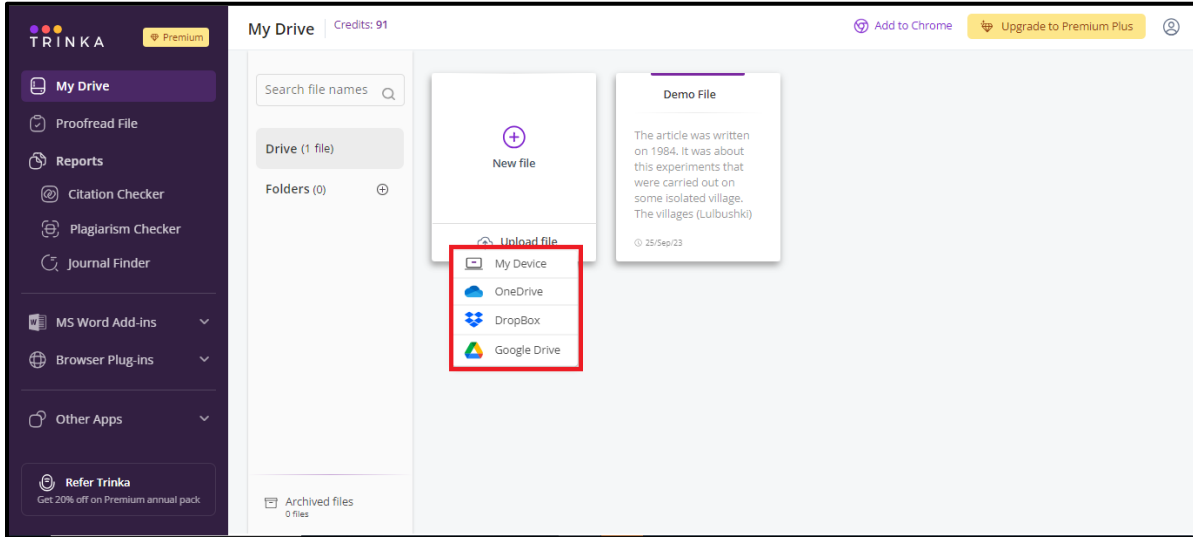 TRINKA
Premium
My Drive
Proofread File
Reports
Citation Checker
Plagiarism Checker
Journal Finder
MS Word Add-ins
Browser Plug-ins
Other Apps
Refer Trinka
Get 20% off on Premium annual pack
My Drive
Credits: 91
Add to Chrome
Upgrade to Premium Plus
Search file names
Drive (1 file)
Folders (0)
Archived files
0 files
New file
Upload file
My Device
OneDrive
DropBox
Google Drive
Demo File
The article was written
on 1984. It was about
this experiments that
were carried out on
some isolated village.
The villages (Lulbushki)
25/Sep/23